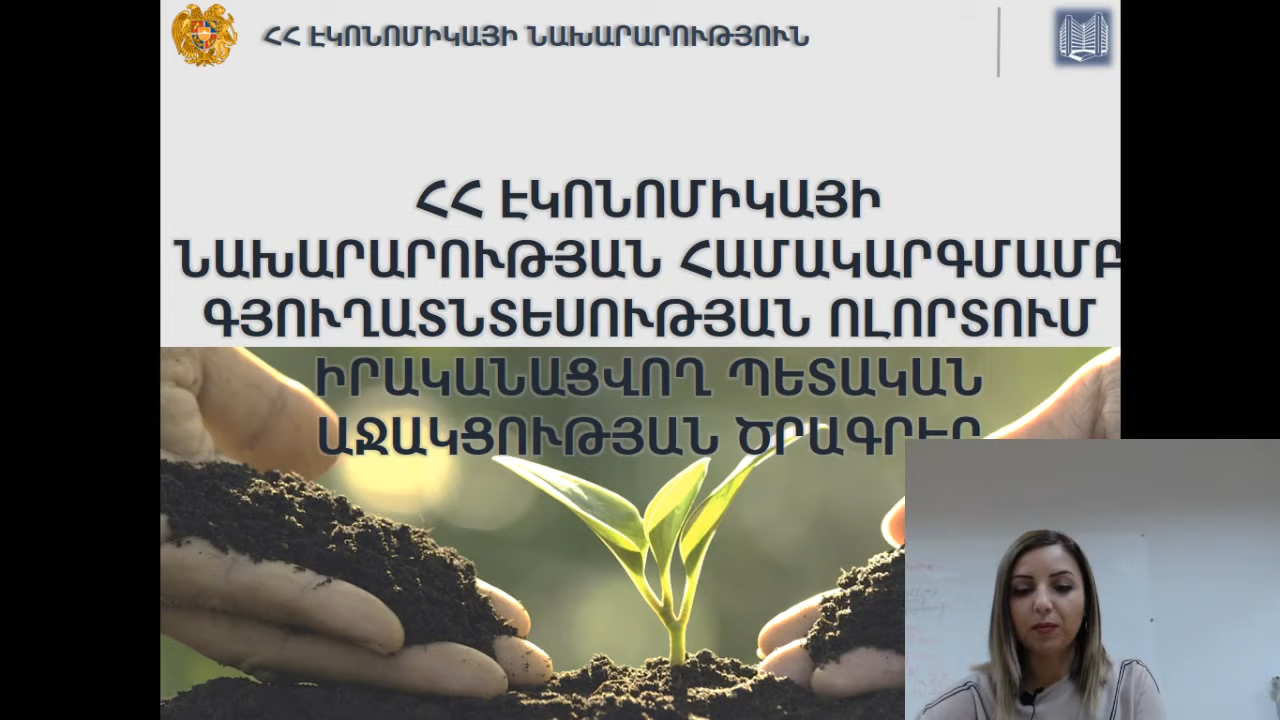 ՀՀ ԷԿՈՆՈՄԻԿԱՅԻ ՆԱԽԱՐԱՐՈՒԹՅՈՒՆ
ՀՀ ԷԿՈՆՈՄԻԿԱՅԻ
ՆԱԽԱՐԱՐՈՒԹՅԱՆ ՀԱՄԱԿԱՐԳՄԱՄԲ
ԳՅՈՒՂԱՏՆՏԵՍՈՒԹՅԱՆ ՈԼՈՐՏՈՒՄ
ԻՐԱԿԱՆԱՑՎՈՂ ՊԵՏԱԿԱՆ
ԱՋԱԿՑՈՒԹՅԱՆ ԾՐԱԳՐԵՐ